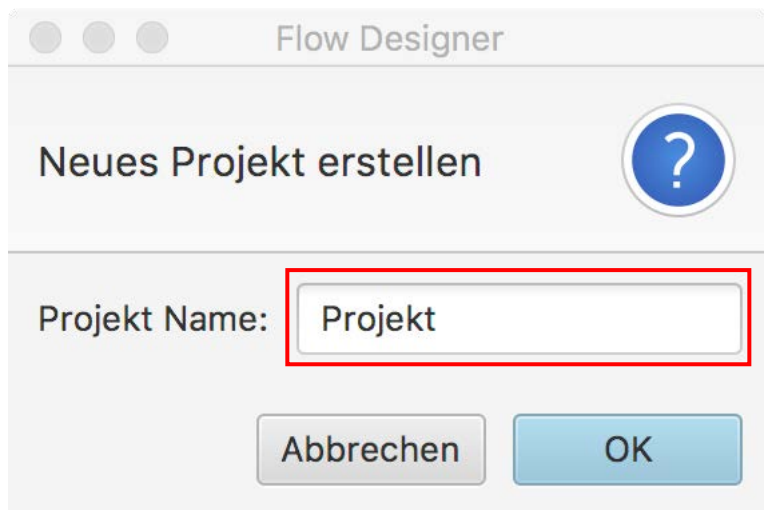 Flow Designer
Neues Projekt erstellen
?
Projekt Name: Projekt
Abbrechen OK